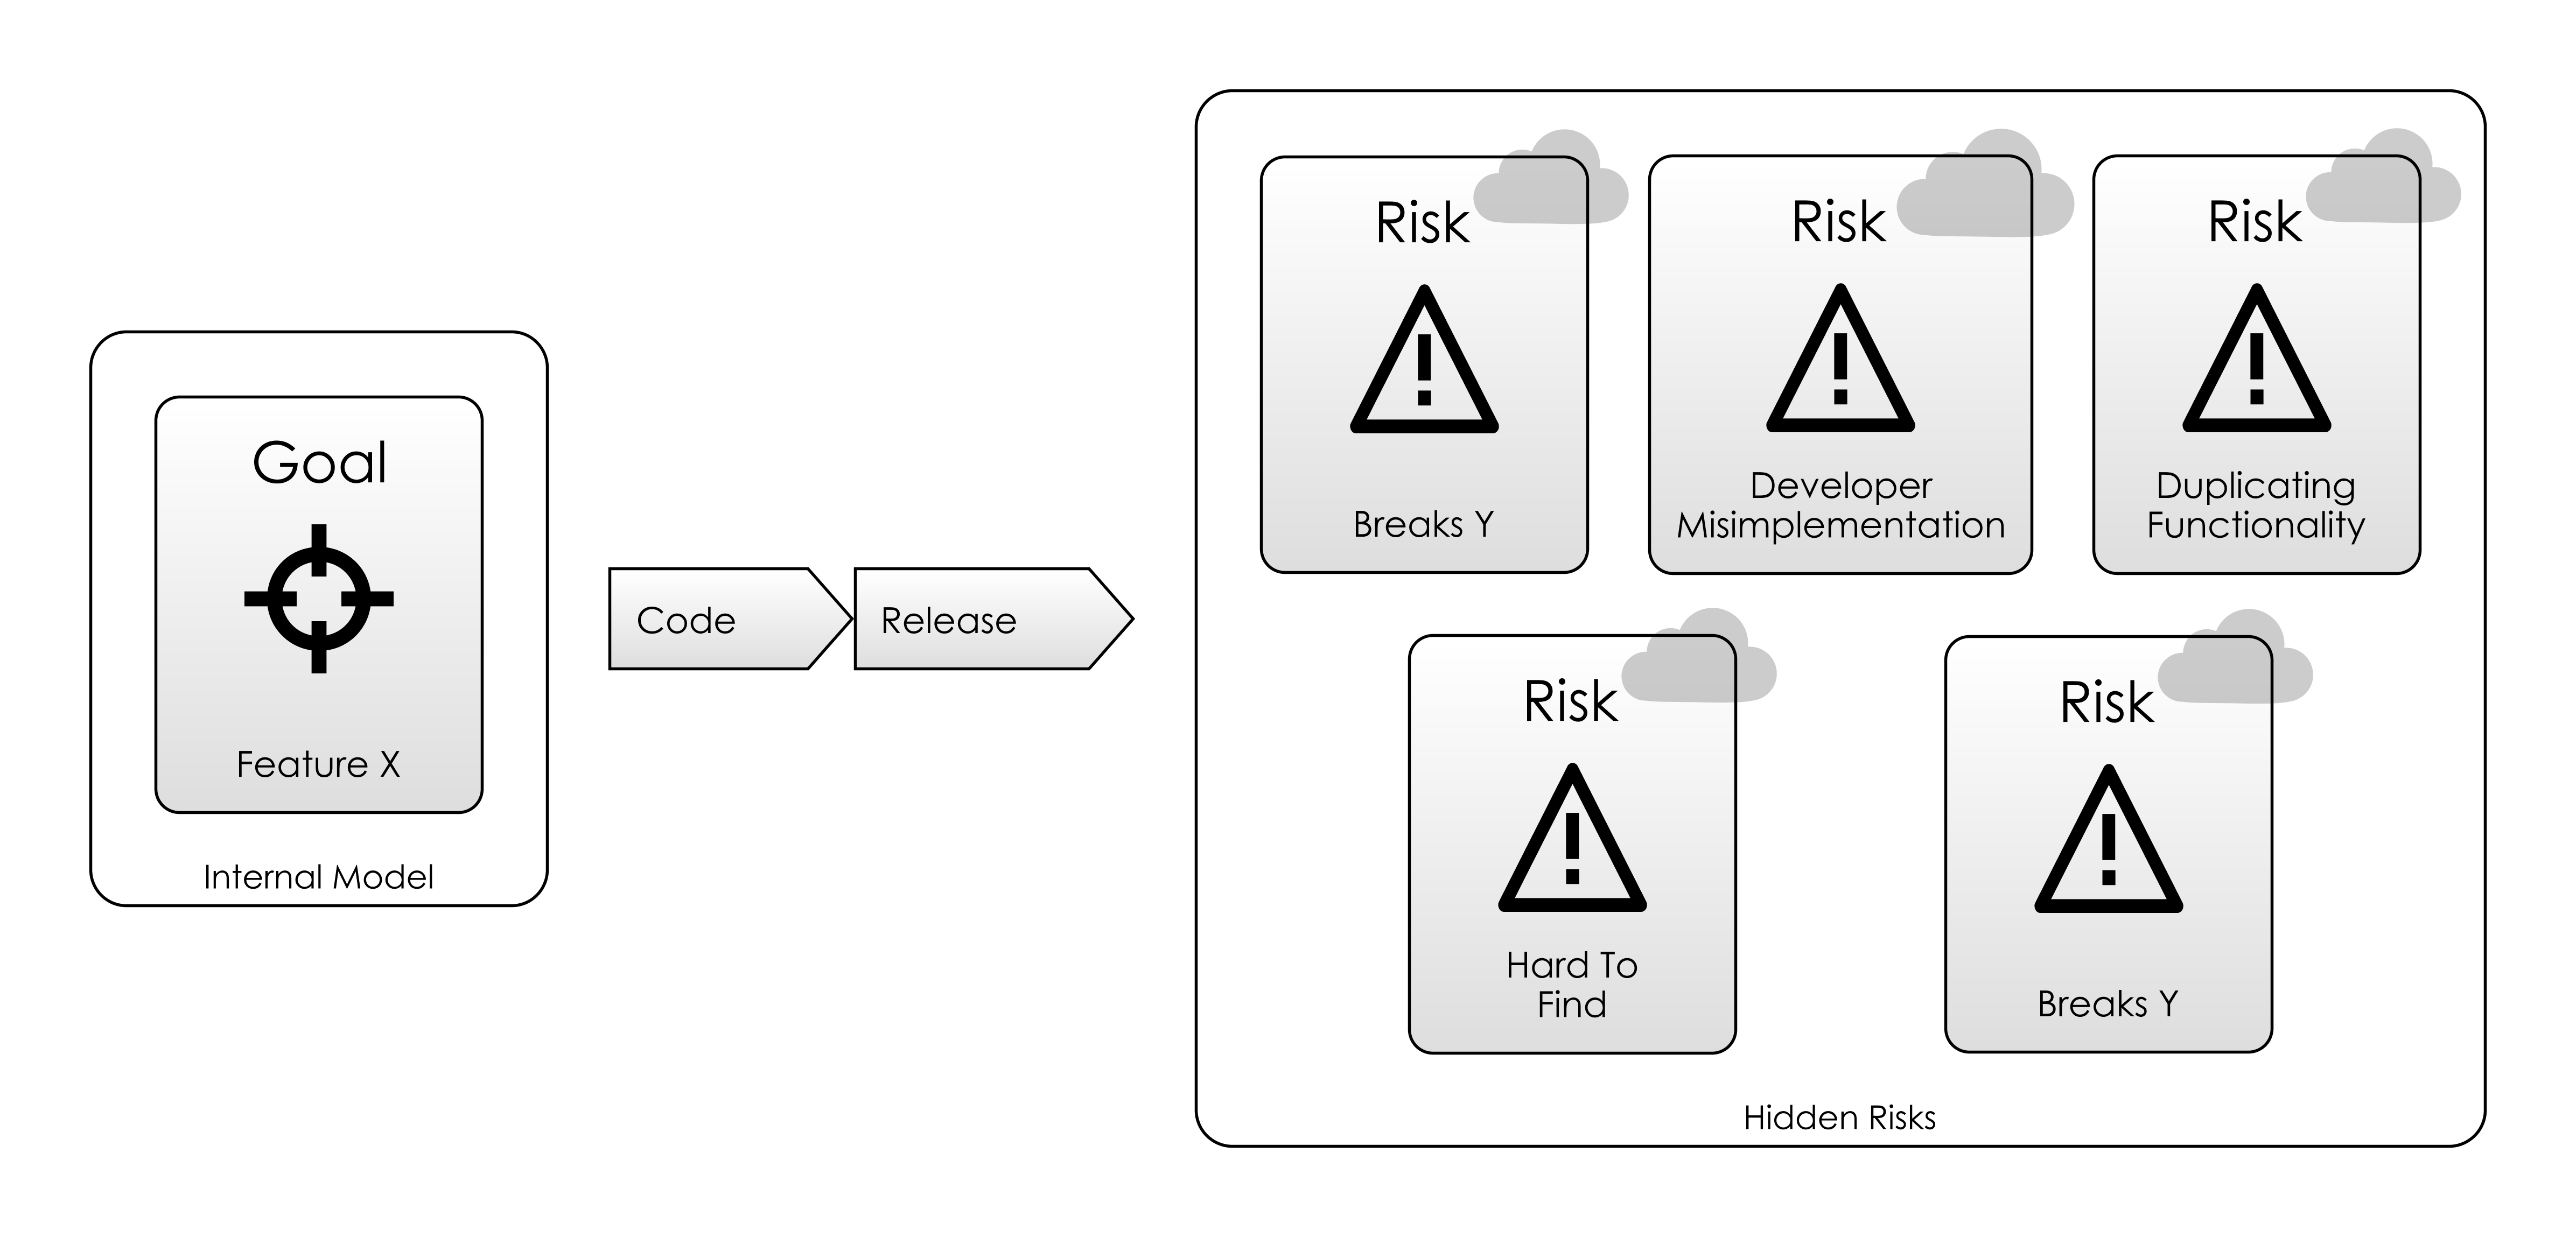 Goal
Feature X
Internal Model
Code
Release
Risk
Breaks Y
Risk
Developer
Misimplementation
Risk
Duplicating
Functionality
Risk
Hard To
Find
Risk
Breaks Y
Hidden Risks